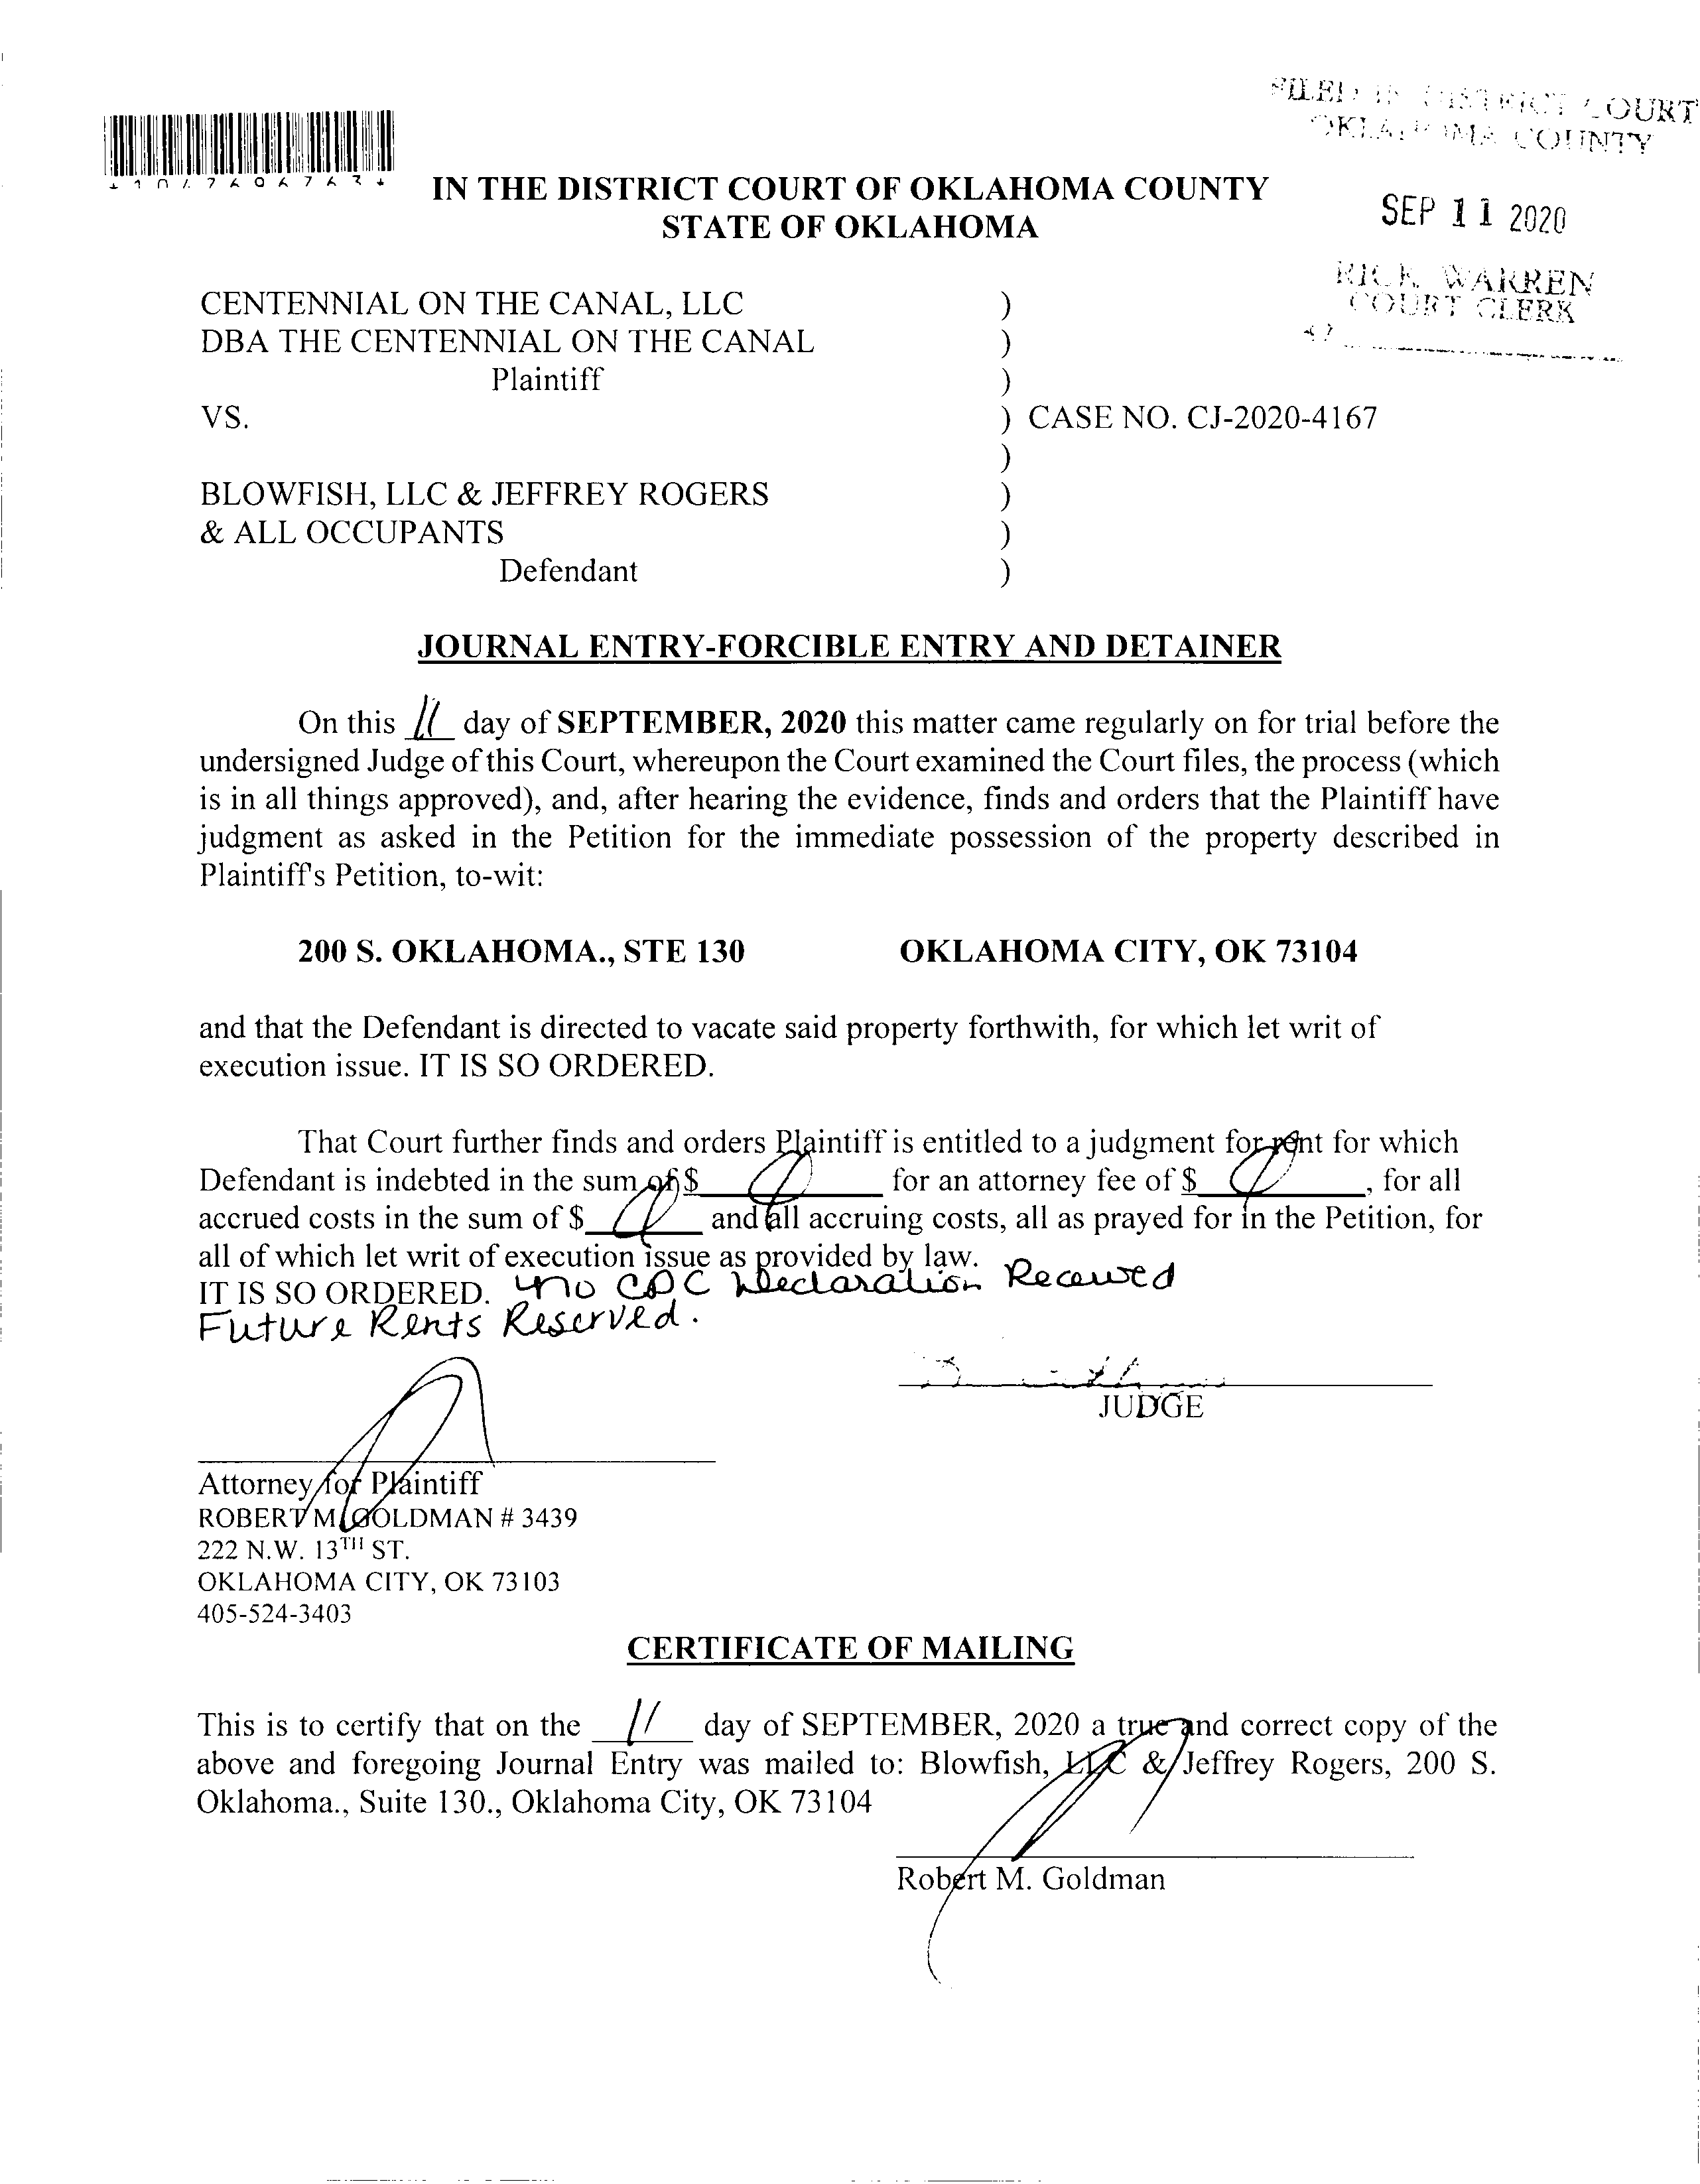 FILED IN DISTRICT COURT
OKLAHOMA COUNTY
IN THE DISTRICT COURT OF OKLAHOMA COUNTY
STATE OF OKLAHOMA
SEP 11 2020
RICK WARREN
COURT CLERK
CENTENNIAL ON THE CANAL, LLC )
DBA THE CENTENNIAL ON THE CANAL )
Plaintiff )
VS. ) CASE NO. CJ-2020-4167
)
BLOWFISH, LLC & JEFFREY ROGERS )
& ALL OCCUPANTS )
Defendant )
JOURNAL ENTRY-FORCIBLE ENTRY AND DETAINER
On this 11 day of SEPTEMBER, 2020 this matter came regularly on for trial before the
undersigned Judge of this Court, whereupon the Court examined the Court files, the process (which
is in all things approved), and, after hearing the evidence, finds and orders that the Plaintiff have
judgment as asked in the Petition for the immediate possession of the property described in
Plaintiff's Petition, to-wit:
200 S. OKLAHOMA., STE 130 OKLAHOMA CITY, OK 73104
and that the Defendant is directed to vacate said property forthwith, for which let writ of
execution issue. IT IS SO ORDERED.
That Court further finds and orders Plaintiff is entitled to a judgment for rent for which
Defendant is indebted in the sum of $ for an attorney fee of $ , for all
accrued costs in the sum of $ and all accruing costs, all as prayed for in the Petition, for
all of which let writ of execution issue as provided by law.
IT IS SO ORDERED. no CDC Declaration Received
Future Rents Reserved.
JUDGE
Attorney for Plaintiff
ROBERT M. GOLDMAN # 3439
222 N.W. 13TH ST.
OKLAHOMA CITY, OK 73103
405-524-3403
CERTIFICATE OF MAILING
This is to certify that on the 11 day of SEPTEMBER, 2020 a true and correct copy of the
above and foregoing Journal Entry was mailed to: Blowfish, LLC & Jeffrey Rogers, 200 S.
Oklahoma., Suite 130., Oklahoma City, OK 73104
Robert M. Goldman